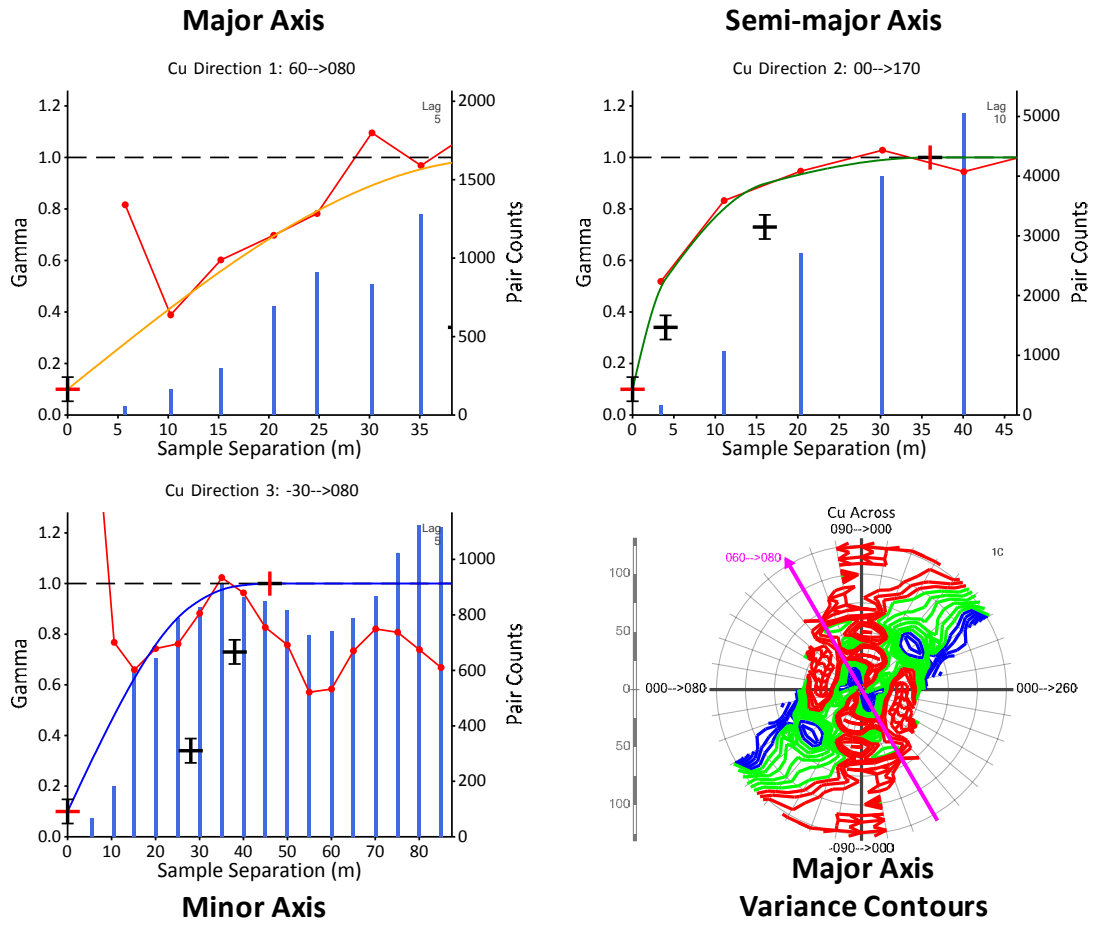 Major Axis
Semi-major Axis
Cu Direction 1: 60-->080
Cu Direction 2: 00-->170
Lag
5
Lag
10
1.2
1.0
0.8
0.6
0.4
0.2
0.0
Gamma
2000
1500
1000
500
0
Pair Counts
0 5 10 15 20 25 30 35
Sample Separation (m)
1.2
1.0
0.8
0.6
0.4
0.2
0.0
Gamma
5000
4000
3000
2000
1000
0
Pair Counts
0 5 10 15 20 25 30 35 40 45
Sample Separation (m)
Cu Direction 3: -30-->080
Lag
5
1.2
1.0
0.8
0.6
0.4
0.2
0.0
Gamma
1000
800
600
400
200
0
Pair Counts
0 10 20 30 40 50 60 70 80
Sample Separation (m)
Minor Axis
Cu Across
090-->000
060-->080
10
100
50
0
50
100
000-->080
000-->260
-090-->000
Major Axis
Variance Contours